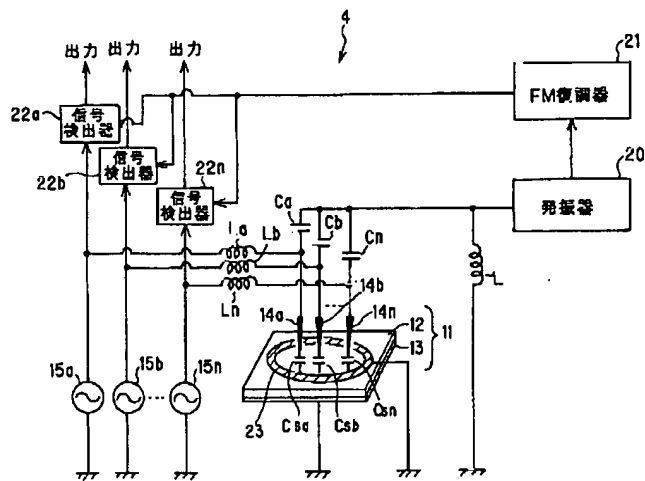 4
出力
出力
出力
21
FM復調器
22a
信号
検出器
22b
信号
検出器
22n
信号
検出器
20
発振器
Ca
Cb
Cn
La
Lb
Ln
L
14a
14b
14n
12
13
11
15a
15b
15n
23
Csa
Csb
Csn